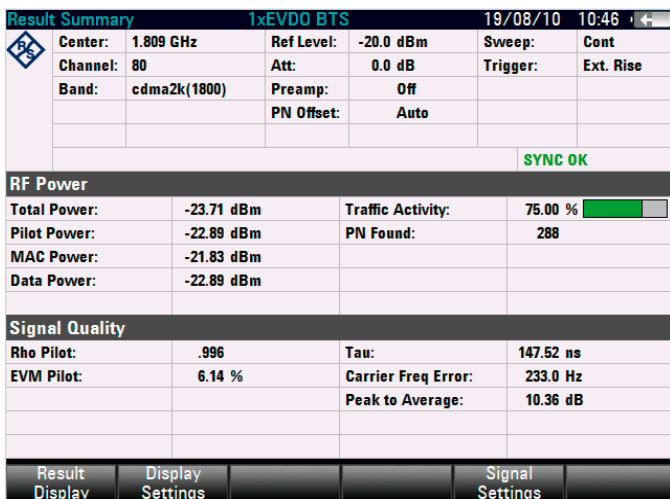 Result Summary 1xEVDO BTS 19/08/10 10:46
Center: 1.809 GHz Ref Level: -20.0 dBm Sweep: Cont
Channel: 80 Att: 0.0 dB Trigger: Ext. Rise
Band: cdma2k(1800) Preamp: Off
PN Offset: Auto
SYNC OK
RF Power
Total Power: -23.71 dBm Traffic Activity: 75.00 %
Pilot Power: -22.89 dBm PN Found: 288
MAC Power: -21.83 dBm
Data Power: -22.89 dBm
Signal Quality
Rho Pilot: .996 Tau: 147.52 ns
EVM Pilot: 6.14 % Carrier Freq Error: 233.0 Hz
Peak to Average: 10.36 dB
Result Display Signal
Display Settings Settings